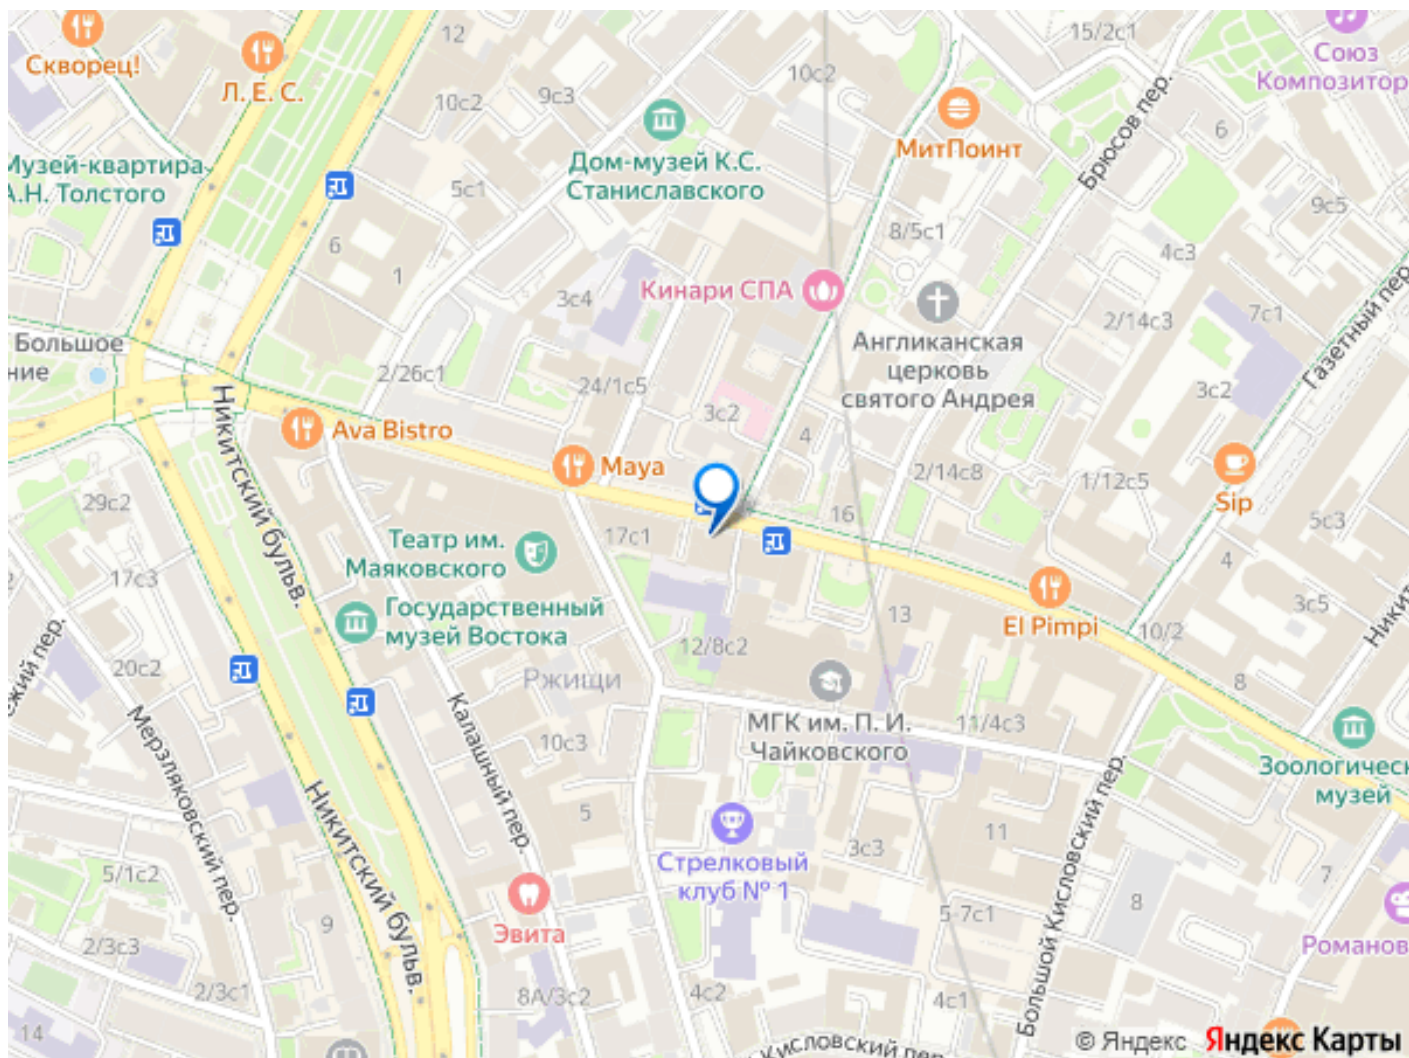 Скворец!
Л. Е. С.
12
10с2
9с3
10с2
15/2с1
Союз
Композитор
МитПоинт
Брюсов пер.
6
Музей-квартира
А.Н. Толстого
Дом-музей К.С.
Станиславского
5с1
9с5
8/5с1
4с3
6
1
3с4
Кинари СПА
Англиканская
церковь
святого Андрея
2/14с3
7с1
Газетный пер.
Большое
ние
2/26с1
24/1с5
3с2
3с2
Ava Bistro
Maya
4
2/14с8
1/12с5
Sip
29с2
Никитский бульв.
16
5с3
17с1
Театр им.
Маяковского
4
17с3
Государственный
музей Востока
13
El Pimpi
10/2
3с5
Никит
12/8с2
20с2
Ржищи
8
Мерзляковский пер.
Калашный пер.
МГК им. П. И.
Чайковского
11/4с3
10с3
Зоологическ
музей
Никитский бульв.
5
Стрелковый
клуб № 1
3с3
11
Большой Кисловский пер.
5/1с2
7
9
Эвита
5-7с1
8
2/3с3
Романов
2/3с1
8А/3с2
4с2
4с1
14
Кисловский пер.
© Яндекс Яндекс Карты